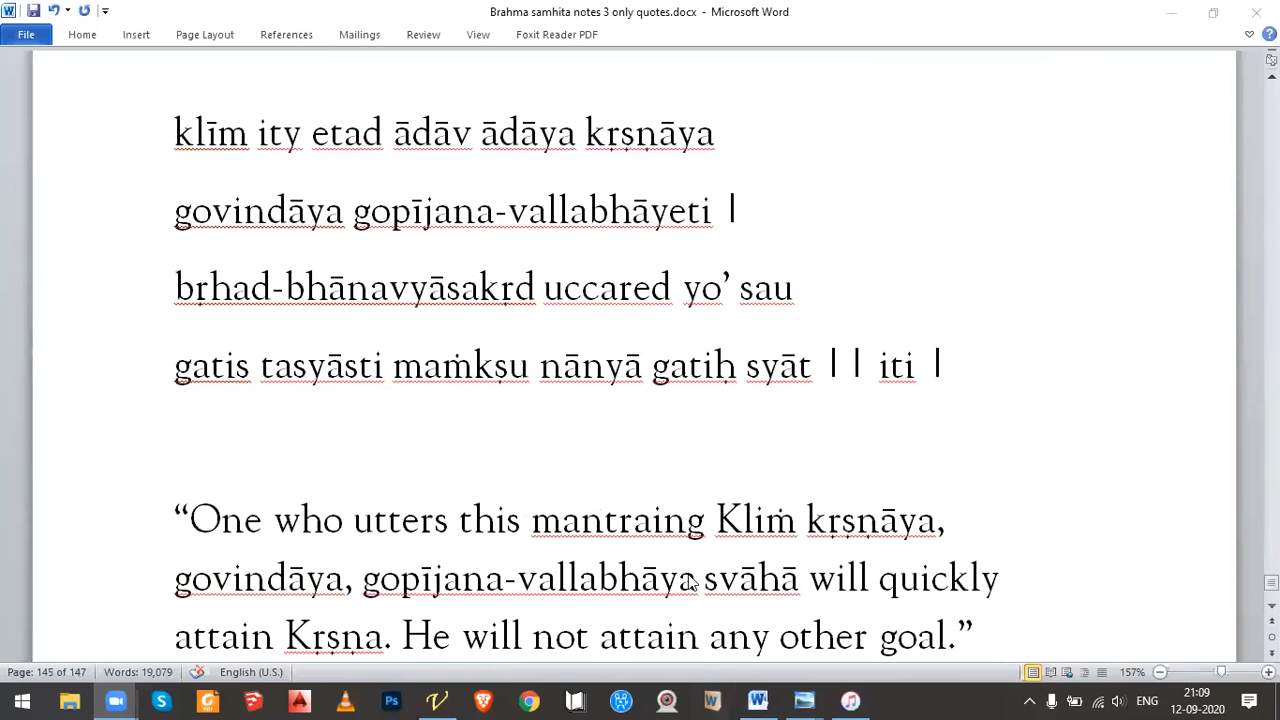 Brahma samhita notes 3 only quotes.docx - Microsoft Word
File Home Insert Page Layout References Mailings Review View Foxit Reader PDF
klīm ity etad ādāv ādāya kṛṣṇāya
govindāya gopījana-vallabhāyeti |
bṛhad-bhānavyāsakṛd uccared yo’ sau
gatis tasyāsti maṁkṣu nānyā gatiḥ syāt || iti |
“One who utters this mantraing Kliṁ kṛṣṇāya,
govindāya, gopījana-vallabhāya svāhā will quickly
attain Kṛṣṇa. He will not attain any other goal.”
Page: 145 of 147 Words: 19,079 English (U.S.) 157%
ENG 21:09
12-09-2020